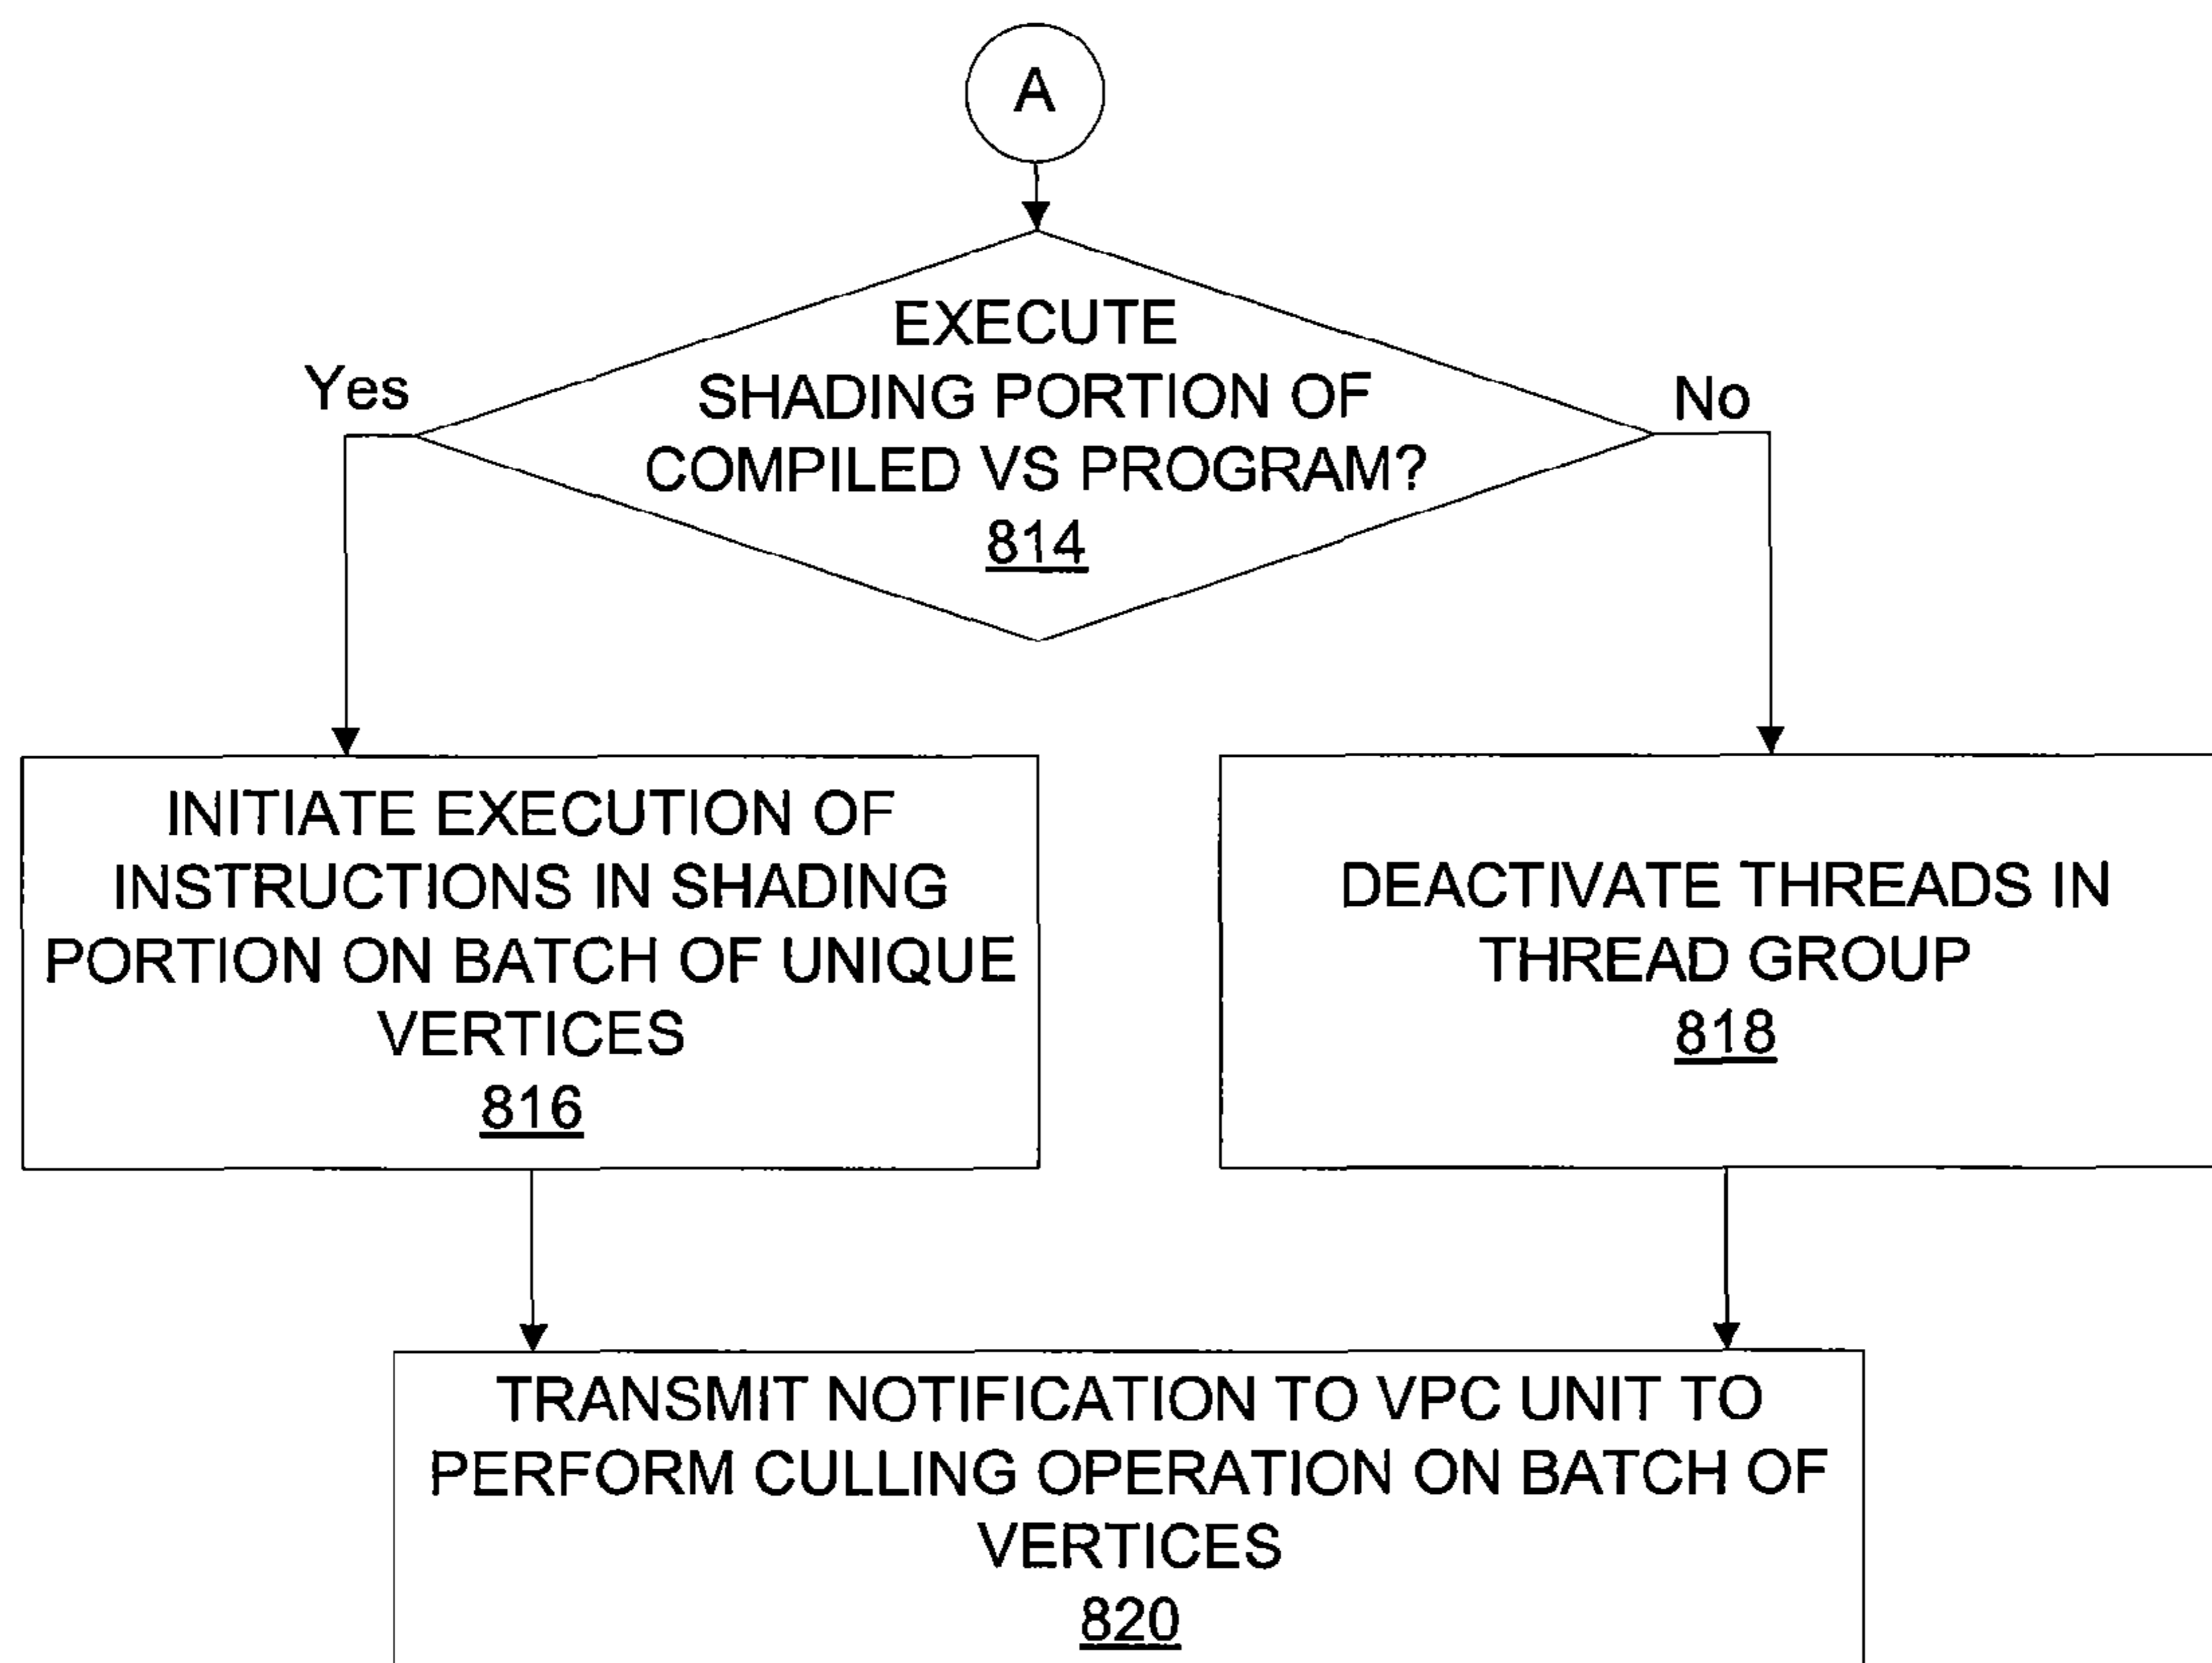 A
EXECUTE
SHADING PORTION OF
COMPILED VS PROGRAM?
814
Yes
No
INITIATE EXECUTION OF
INSTRUCTIONS IN SHADING
PORTION ON BATCH OF UNIQUE
VERTICES
816
DEACTIVATE THREADS IN
THREAD GROUP
818
TRANSMIT NOTIFICATION TO VPC UNIT TO
PERFORM CULLING OPERATION ON BATCH OF
VERTICES
820